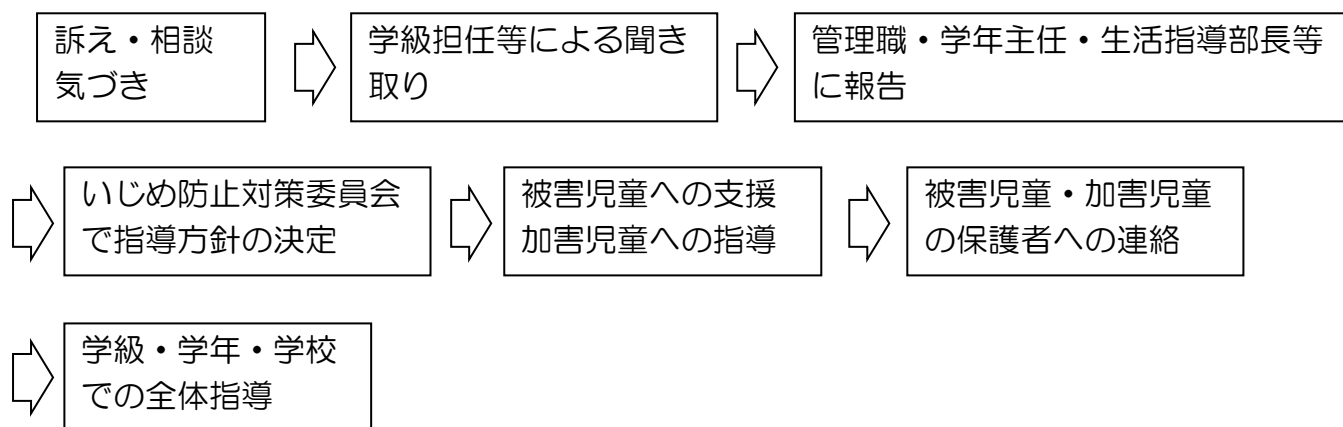 訴え・相談
気づき
学級担任等による聞き
取り
管理職・学年主任・生活指導部長等
に報告
いじめ防止対策委員会
で指導方針の決定
被害児童への支援
加害児童への指導
被害児童・加害児童
の保護者への連絡
学級・学年・学校
での全体指導